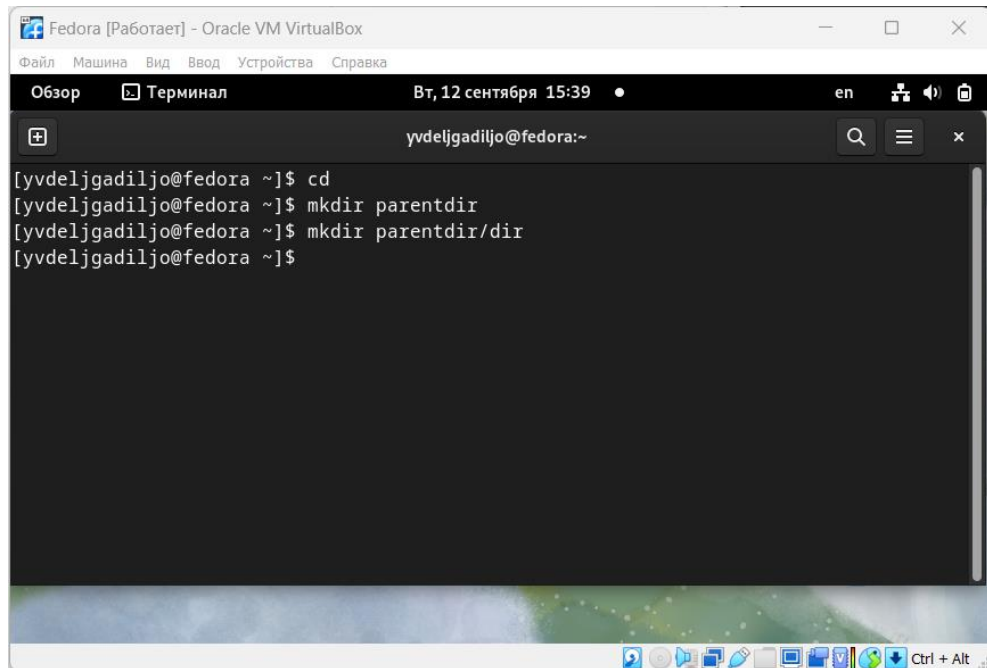 Fedora [Работает] - Oracle VM VirtualBox
Файл Машина Вид Ввод Устройства Справка
Обзор Терминал Вт, 12 сентября 15:39 en
yvdeljgadiljo@fedora:~
[yvdeljgadiljo@fedora ~]$ cd
[yvdeljgadiljo@fedora ~]$ mkdir parentdir
[yvdeljgadiljo@fedora ~]$ mkdir parentdir/dir
[yvdeljgadiljo@fedora ~]$
Ctrl + Alt